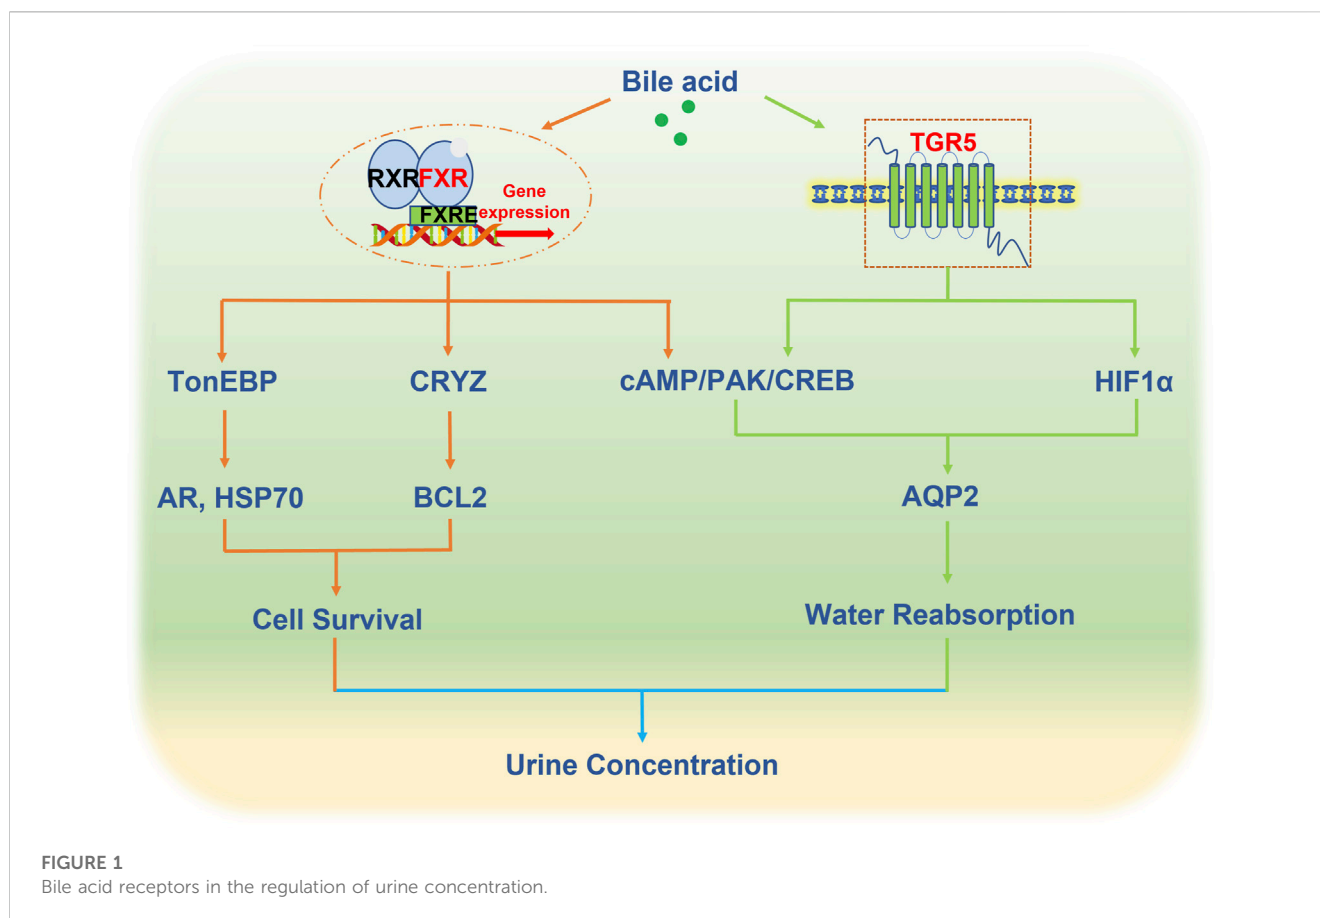 Bile acid
TGR5
RXR
FXR
Gene
expression
FXRE
TonEBP
CRYZ
cAMP/PAK/CREB
HIF1α
AR, HSP70
BCL2
AQP2
Cell Survival
Water Reabsorption
Urine Concentration
FIGURE 1
Bile acid receptors in the regulation of urine concentration.